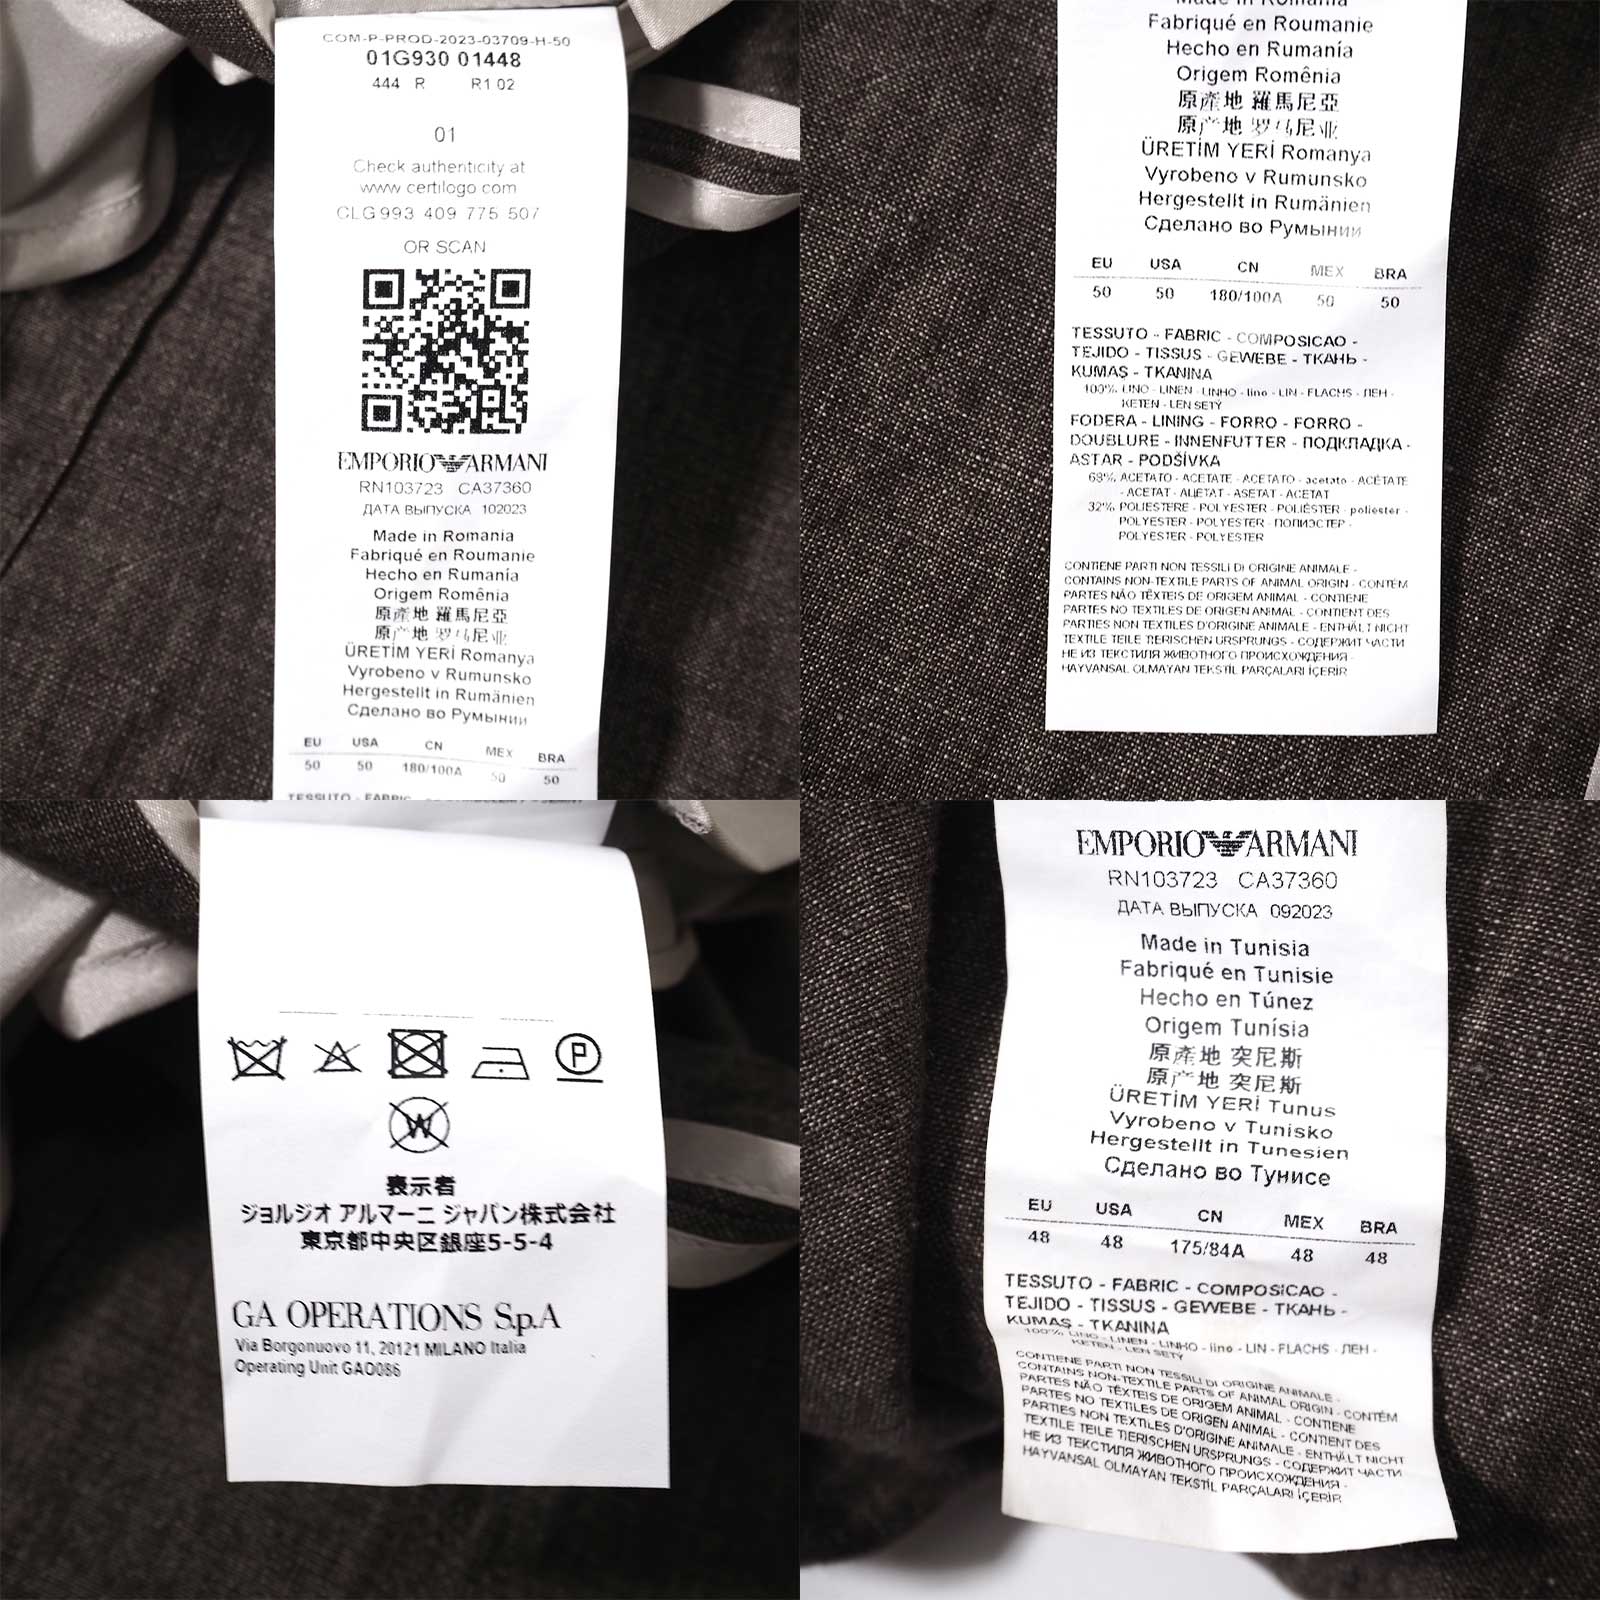 COM-P-PROD-2023-03709-H-50
01G930 01448
444 R R1 02
01
Check authenticity at
www certilogo com
CLG 993 409 775 507
OR SCAN
EMPORIO ARMANI
RN103723 CA37360
ДАТА ВЫПУСКА 102023
Made in Romania
Fabriqué en Roumanie
Hecho en Rumanía
Origem Romênia
原產地 羅馬尼亞
原产地 罗马尼亚
ÜRETİM YERİ Romanya
Vyrobeno v Rumunsko
Hergestellt in Rumänien
Сделано во Румынии
EU USA CN MEX BRA
50 50 180/100A 50 50
Made in Romania
Fabriqué en Roumanie
Hecho en Rumanía
Origem Romênia
原產地 羅馬尼亞
原产地 罗马尼亚
ÜRETİM YERİ Romanya
Vyrobeno v Rumunsko
Hergestellt in Rumänien
Сделано во Румынии
EU USA CN MEX BRA
50 50 180/100A 50 50
TESSUTO - FABRIC - COMPOSICAO -
TEJIDO - TISSUS - GEWEBE - ТКАНЬ -
KUMAŞ - TKANINA
100% LINO - LINEN - LINHO - lino - LIN - FLACHS - ЛЕН -
KETEN - LEN SETÝ
FODERA - LINING - FORRO - FORRO -
DOUBLURE - INNENFUTTER - ПОДКЛАДКА -
ASTAR - PODŠÍVKA
68% ACETATO - ACETATE - ACETATO - acetato - ACÉTATE
- ACETAT - АЦЕТАТ - ASETAT - ACETAT
32% POLIESTERE - POLYESTER - POLIÉSTER - poliester -
POLYESTER - POLYESTER - ПОЛИЭСТЕР -
POLYESTER - POLYESTER
CONTIENE PARTI NON TESSILI DI ORIGINE ANIMALE -
CONTAINS NON-TEXTILE PARTS OF ANIMAL ORIGIN - CONTÉM
PARTES NÃO TÊXTEIS DE ORIGEM ANIMAL - CONTIENE
PARTES NO TEXTILES DE ORIGEN ANIMAL - CONTIENT DES
PARTIES NON TEXTILES D'ORIGINE ANIMALE - ENTHÄLT NICHT
TEXTILE TEILE TIERISCHEN URSPRUNGS - СОДЕРЖИТ ЧАСТИ
НЕ ИЗ ТЕКСТИЛЯ ЖИВОТНОГО ПРОИСХОЖДЕНИЯ -
HAYVANSAL OLMAYAN TEKSTİL PARÇALARI İÇERİR
P
W
表示者
ジョルジオ アルマーニ ジャパン株式会社
東京都中央区銀座5-5-4
GA OPERATIONS S.p.A
Via Borgonuovo 11, 20121 MILANO Italia
Operating Unit GAO086
EMPORIO ARMANI
RN103723 CA37360
ДАТА ВЫПУСКА 092023
Made in Tunisia
Fabriqué en Tunisie
Hecho en Túnez
Origem Tunísia
原產地 突尼斯
原产地 突尼斯
ÜRETİM YERİ Tunus
Vyrobeno v Tunisko
Hergestellt in Tunesien
Сделано во Тунисе
EU USA CN MEX BRA
48 48 175/84A 48 48
TESSUTO - FABRIC - COMPOSICAO -
TEJIDO - TISSUS - GEWEBE - ТКАНЬ -
KUMAŞ - TKANINA
100% LINO - LINEN - LINHO - lino - LIN - FLACHS - ЛЕН -
KETEN - LEN SETÝ
CONTIENE PARTI NON TESSILI DI ORIGINE ANIMALE -
CONTAINS NON-TEXTILE PARTS OF ANIMAL ORIGIN - CONTÉM
PARTES NÃO TÊXTEIS DE ORIGEM ANIMAL - CONTIENE
PARTES NO TEXTILES DE ORIGEN ANIMAL - CONTIENT DES
PARTIES NON TEXTILES D'ORIGINE ANIMALE - ENTHÄLT NICHT
TEXTILE TEILE TIERISCHEN URSPRUNGS - СОДЕРЖИТ ЧАСТИ
НЕ ИЗ ТЕКСТИЛЯ ЖИВОТНОГО ПРОИСХОЖДЕНИЯ -
HAYVANSAL OLMAYAN TEKSTİL PARÇALARI İÇERİR